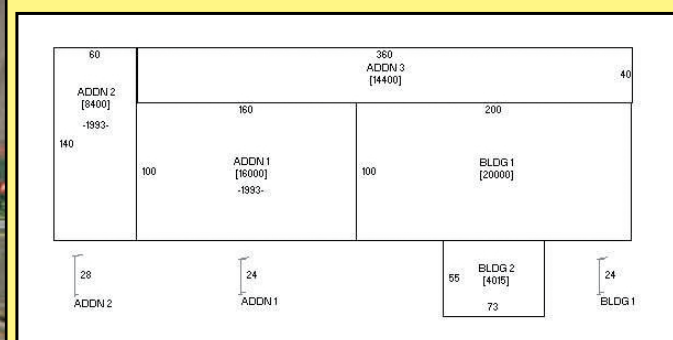 60
360
ADDN 3
[14400]
40
ADDN 2
[8400]
-1993-
140
160
200
100
ADDN 1
[16000]
-1993-
100
BLDG 1
[20000]
28
ADDN 2
24
ADDN 1
55
BLDG 2
[4015]
73
24
BLDG 1